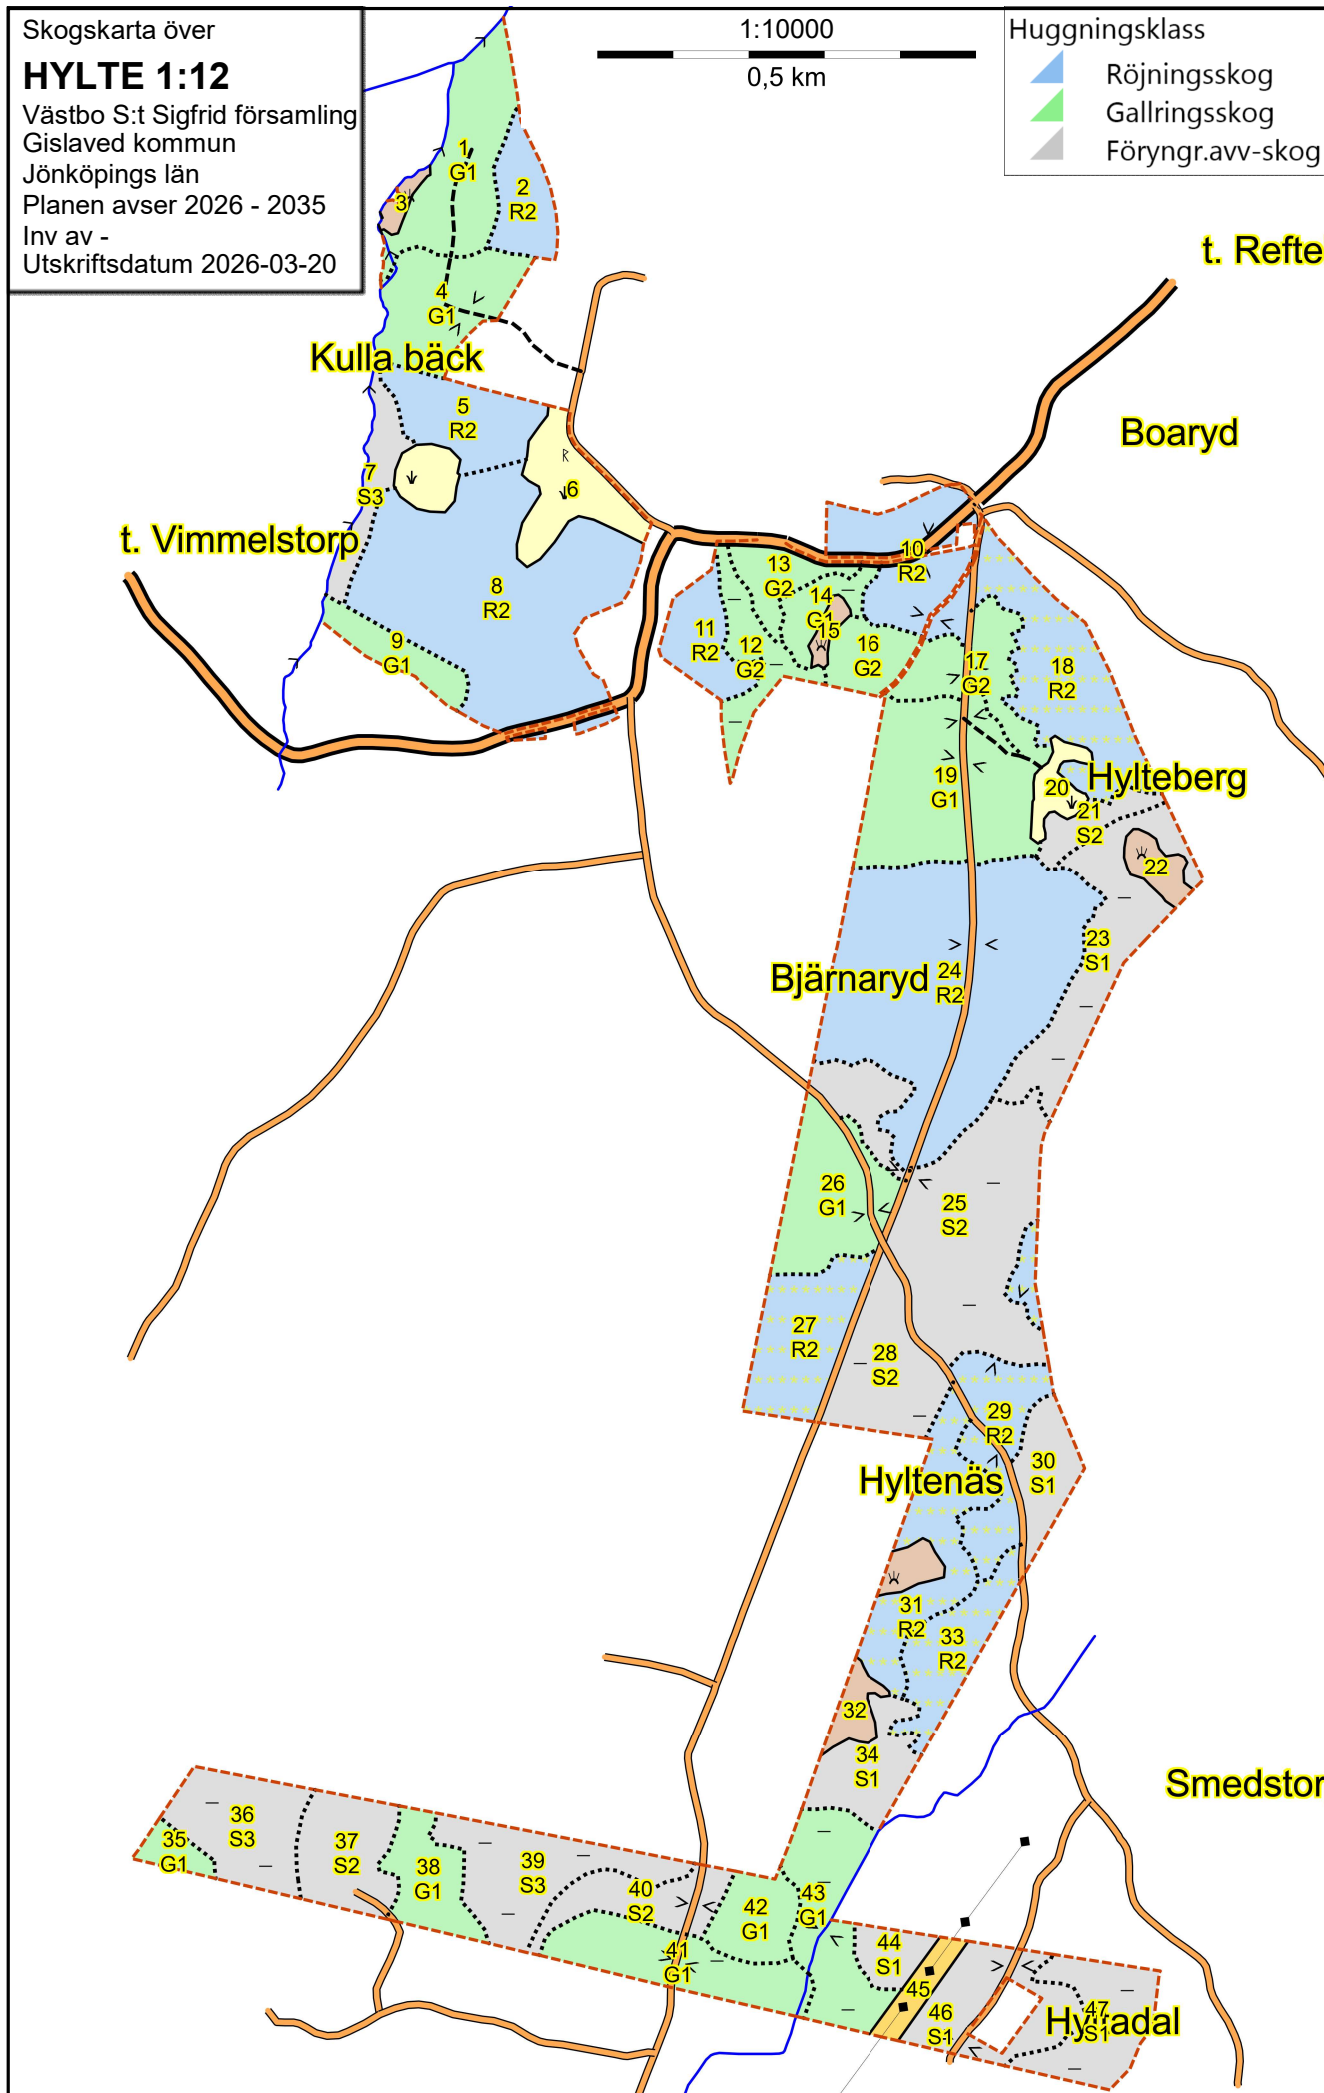 Skogskarta över
HYLTE 1:12
Västbo S:t Sigfrid församling
Gislaved kommun
Jönköpings län
Planen avser 2026 - 2035
Inv av -
Utskriftsdatum 2026-03-20
1:10000
0,5 km
Huggningsklass
Röjningsskog
Gallringsskog
Föryngr.avv-skog
t. Refte
1
G1
2
R2
3
4
G1
Kulla bäck
5
R2
Boaryd
7
S3
6
t. Vimmelstorp
8
R2
9
G1
10
R2
13
G2
14
G1
15
11
R2
12
G2
16
G2
17
G2
18
R2
19
G1
20
Hylteberg
21
S2
22
23
S1
Bjärnaryd
24
R2
26
G1
25
S2
27
R2
28
S2
29
R2
30
S1
Hyltenäs
31
R2
33
R2
32
34
S1
Smedstor
35
G1
36
S3
37
S2
38
G1
39
S3
40
S2
41
G1
42
G1
43
G1
44
S1
45
46
S1
47
S1